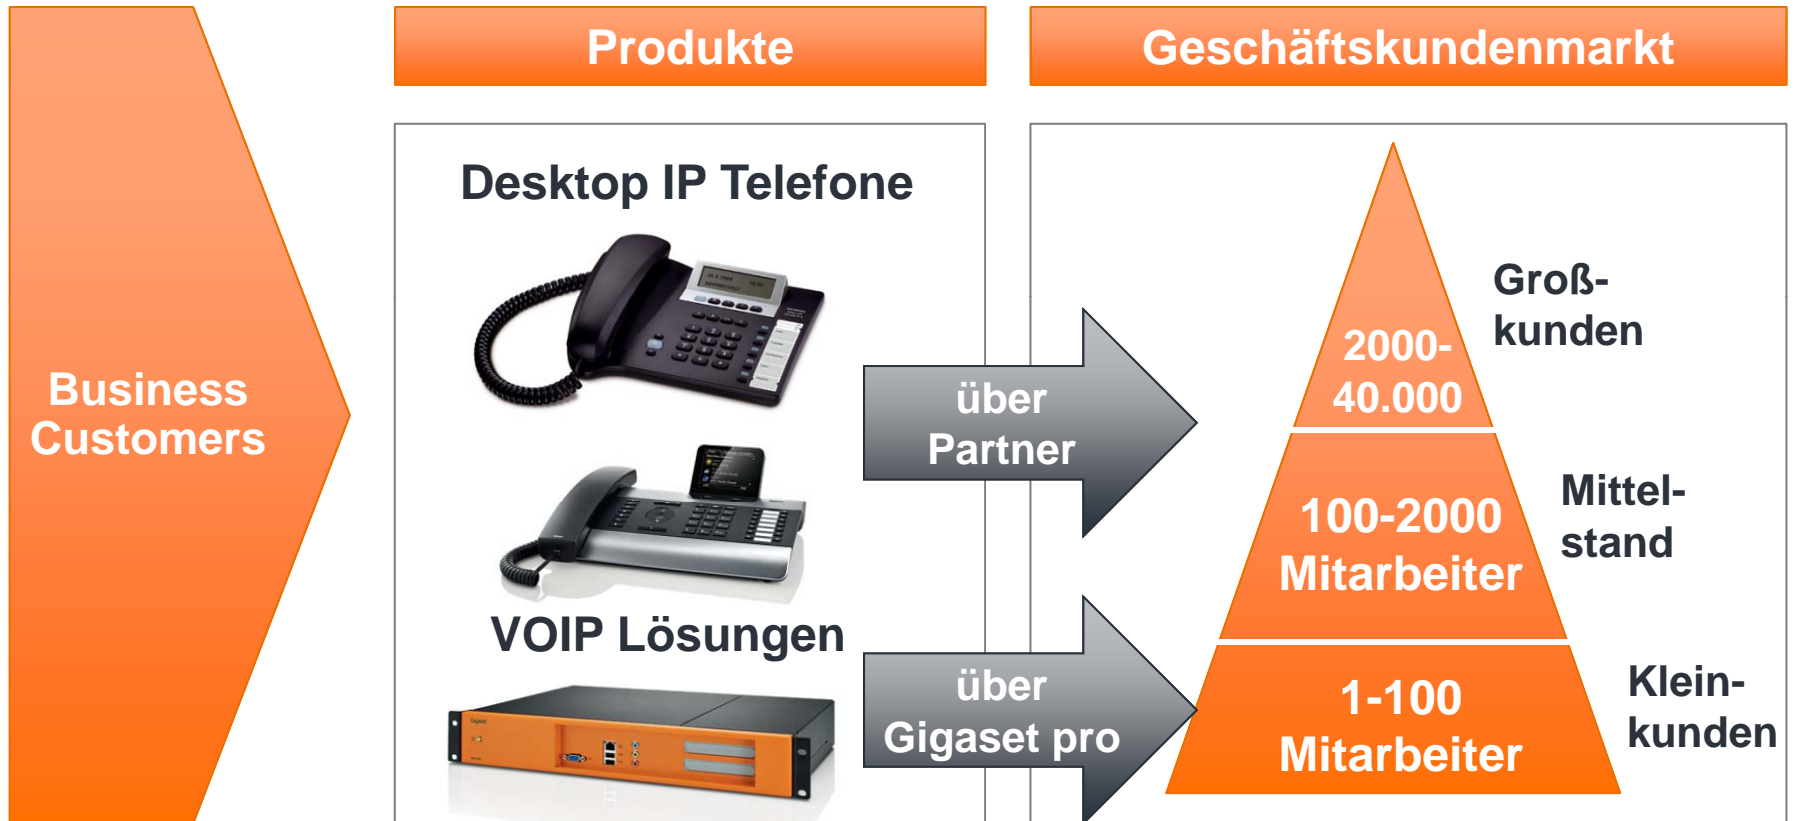 Produkte
Geschäftskundenmarkt
Business
Customers
Desktop IP Telefone
VOIP Lösungen
Gigaset
über
Partner
über
Gigaset pro
2000-
40.000
Groß-
kunden
100-2000
Mitarbeiter
Mittel-
stand
1-100
Mitarbeiter
Klein-
kunden